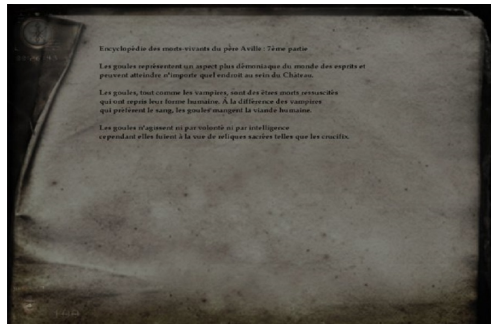 Encyclopédie des morts-vivants du père Avilla : 7ème partie
Les goules représentent un aspect plus démoniaque du monde des esprits et
peuvent atteindre n'importe quel endroit au sein du Château.
Les goules, tout comme les vampires, sont des êtres morts ressuscités
qui ont repris leur forme humaine. À la différence des vampires
qui préfèrent le sang, les goules mangent la viande humaine.
Les goules n'agissent ni par volonté ni par intelligence
cependant elles fuient à la vue de reliques sacrées telles que les crucifix.